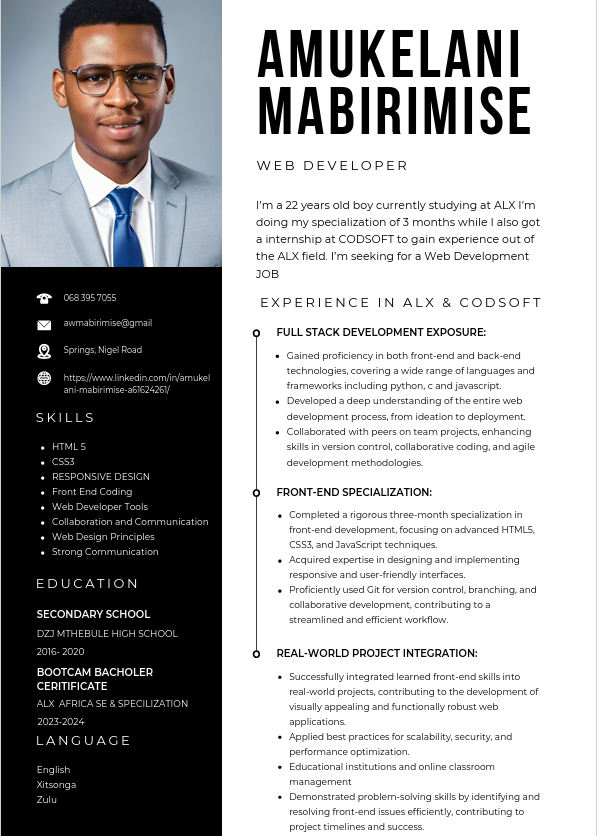 AMUKELANI
MABIRIMISE
WEB DEVELOPER
I'm a 22 years old boy currently studying at ALX I'm
doing my specialization of 3 months while I also got
a internship at CODSOFT to gain experience out of
the ALX field. I'm seeking for a Web Development
JOB
068 395 7055
awmabirimise@gmail
Springs, Nigel Road
https://www.linkedin.com/in/amukel
ani-mabirimise-a61624261/
SKILLS
• HTML 5
• CSS3
• RESPONSIVE DESIGN
• Front End Coding
• Web Developer Tools
• Collaboration and Communication
• Web Design Principles
• Strong Communication
EDUCATION
SECONDARY SCHOOL
DZJ MTHEBULE HIGH SCHOOL
2016- 2020
BOOTCAM BACHOLER
CERITIFICATE
ALX AFRICA SE & SPECILIZATION
2023-2024
LANGUAGE
English
Xitsonga
Zulu
EXPERIENCE IN ALX & CODSOFT
FULL STACK DEVELOPMENT EXPOSURE:
• Gained proficiency in both front-end and back-end
technologies, covering a wide range of languages and
frameworks including python, c and javascript.
• Developed a deep understanding of the entire web
development process, from ideation to deployment.
• Collaborated with peers on team projects, enhancing
skills in version control, collaborative coding, and agile
development methodologies.
FRONT-END SPECIALIZATION:
• Completed a rigorous three-month specialization in
front-end development, focusing on advanced HTML5,
CSS3, and JavaScript techniques.
• Acquired expertise in designing and implementing
responsive and user-friendly interfaces.
• Proficiently used Git for version control, branching, and
collaborative development, contributing to a
streamlined and efficient workflow.
REAL-WORLD PROJECT INTEGRATION:
• Successfully integrated learned front-end skills into
real-world projects, contributing to the development of
visually appealing and functionally robust web
applications.
• Applied best practices for scalability, security, and
performance optimization.
• Educational institutions and online classroom
management
• Demonstrated problem-solving skills by identifying and
resolving front-end issues efficiently, contributing to
project timelines and success.